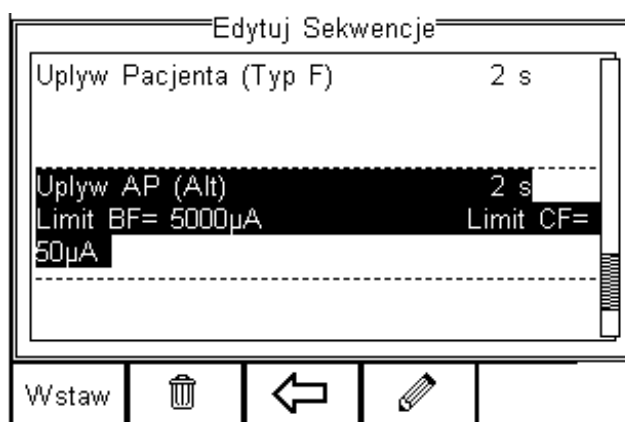 Edytuj Sekwencje
Uplyw Pacjenta (Typ F) 2 s
Uplyw AP (Alt) 2 s
Limit BF= 5000µA Limit CF=
50µA
Wstaw